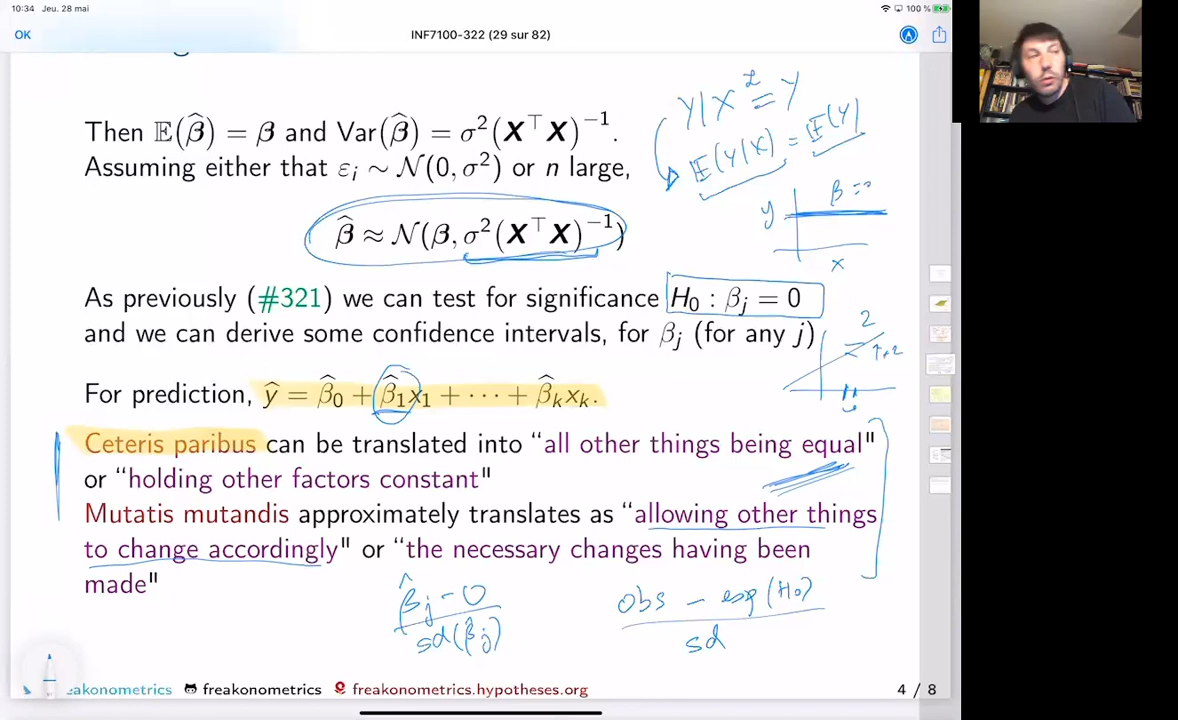 10:34 Jeu. 28 mai
100 %
OK
INF7100-322 (29 sur 82)
Then 𝔼(β̂) = β and Var(β̂) = σ²(X⊤X)⁻¹.
Assuming either that εᵢ ∼ N(0, σ²) or n large,
β̂ ≈ N(β, σ²(X⊤X)⁻¹)
As previously (#321) we can test for significance H₀ : βⱼ = 0
and we can derive some confidence intervals, for βⱼ (for any j)
For prediction, ŷ = β̂₀ + β̂₁x₁ + ⋯ + β̂ₖxₖ.
Ceteris paribus can be translated into “all other things being equal"
or “holding other factors constant"
Mutatis mutandis approximately translates as “allowing other things
to change accordingly" or “the necessary changes having been
made"
Y|X ℒ= Y
𝔼(Y|X) = 𝔼(Y)
y
β =
x
2
β̂ⱼ - 0
sd(β̂ⱼ)
obs - exp(H₀)
sd
akonometrics freakonometrics freakonometrics.hypotheses.org
4 / 8